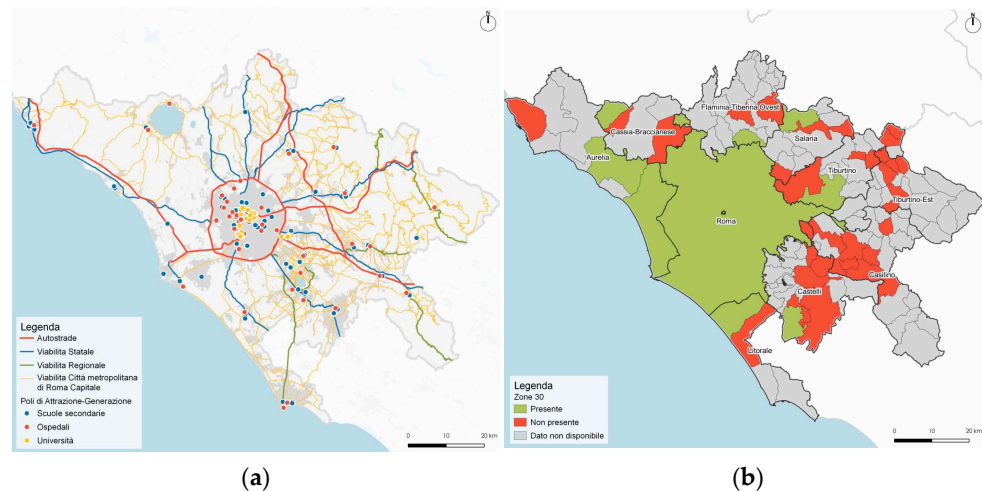 N
Legenda
Autostrade
Viabilita Statale
Viabilita Regionale
Viabilita Città metropolitana
di Roma Capitale
Poli di Attrazione-Generazione
Scuole secondarie
Ospedali
Università
0
10
20 km
(a)
N
Flaminia-Tiberina Ovest
Cassia-Braccianese
Salaria
Aurelia
Tiburtino
Tiburtino-Est
Roma
Casilino
Castelli
Litorale
Legenda
Zone 30
Presente
Non presente
Dato non disponibile
0
10
20 km
(b)